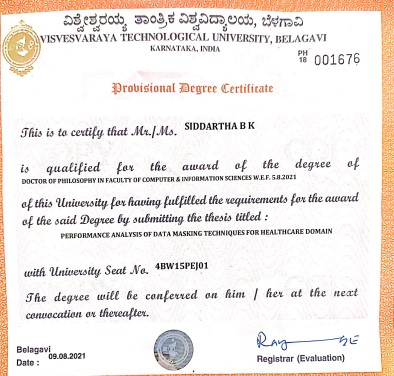 ವಿಶ್ವೇಶ್ವರಯ್ಯ ತಾಂತ್ರಿಕ ವಿಶ್ವವಿದ್ಯಾಲಯ, ಬೆಳಗಾವಿ
VISVESVARAYA TECHNOLOGICAL UNIVERSITY, BELAGAVI
KARNATAKA, INDIA
PH 18 001676
Provisional Degree Certificate
This is to certify that Mr./Ms. SIDDARTHA B K
is qualified for the award of the degree of
DOCTOR OF PHILOSOPHY IN FACULTY OF COMPUTER & INFORMATION SCIENCES W.E.F. 5.8.2021
of this University for having fulfilled the requirements for the award
of the said Degree by submitting the thesis titled :
PERFORMANCE ANALYSIS OF DATA MASKING TECHNIQUES FOR HEALTHCARE DOMAIN
with University Seat No. 4BW15PEJ01
The degree will be conferred on him / her at the next
convocation or thereafter.
Belagavi
Date : 09.08.2021
Registrar (Evaluation)